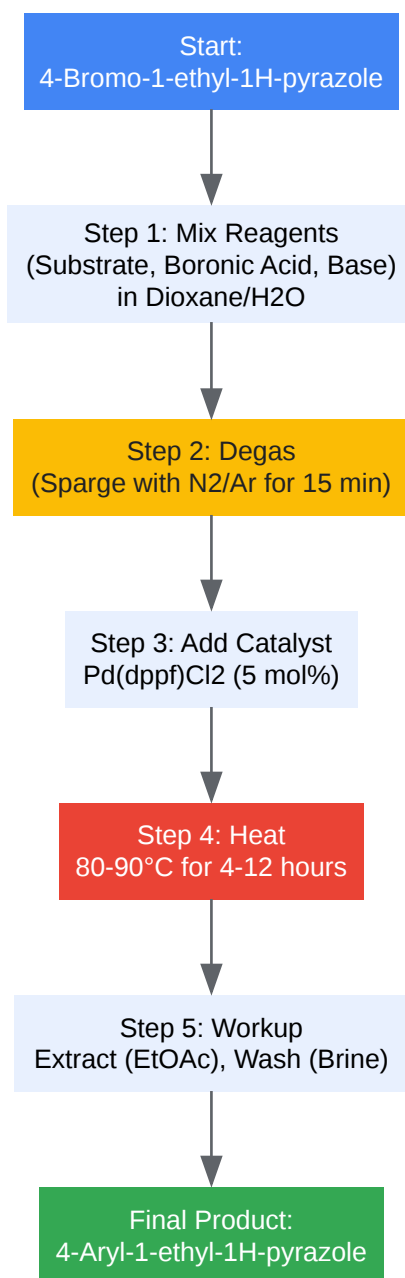 Start:
4-Bromo-1-ethyl-1H-pyrazole
Step 1: Mix Reagents
(Substrate, Boronic Acid, Base)
in Dioxane/H2O
Step 2: Degas
(Sparge with N2/Ar for 15 min)
Step 3: Add Catalyst
Pd(dppf)Cl2 (5 mol%)
Step 4: Heat
80-90°C for 4-12 hours
Step 5: Workup
Extract (EtOAc), Wash (Brine)
Final Product:
4-Aryl-1-ethyl-1H-pyrazole